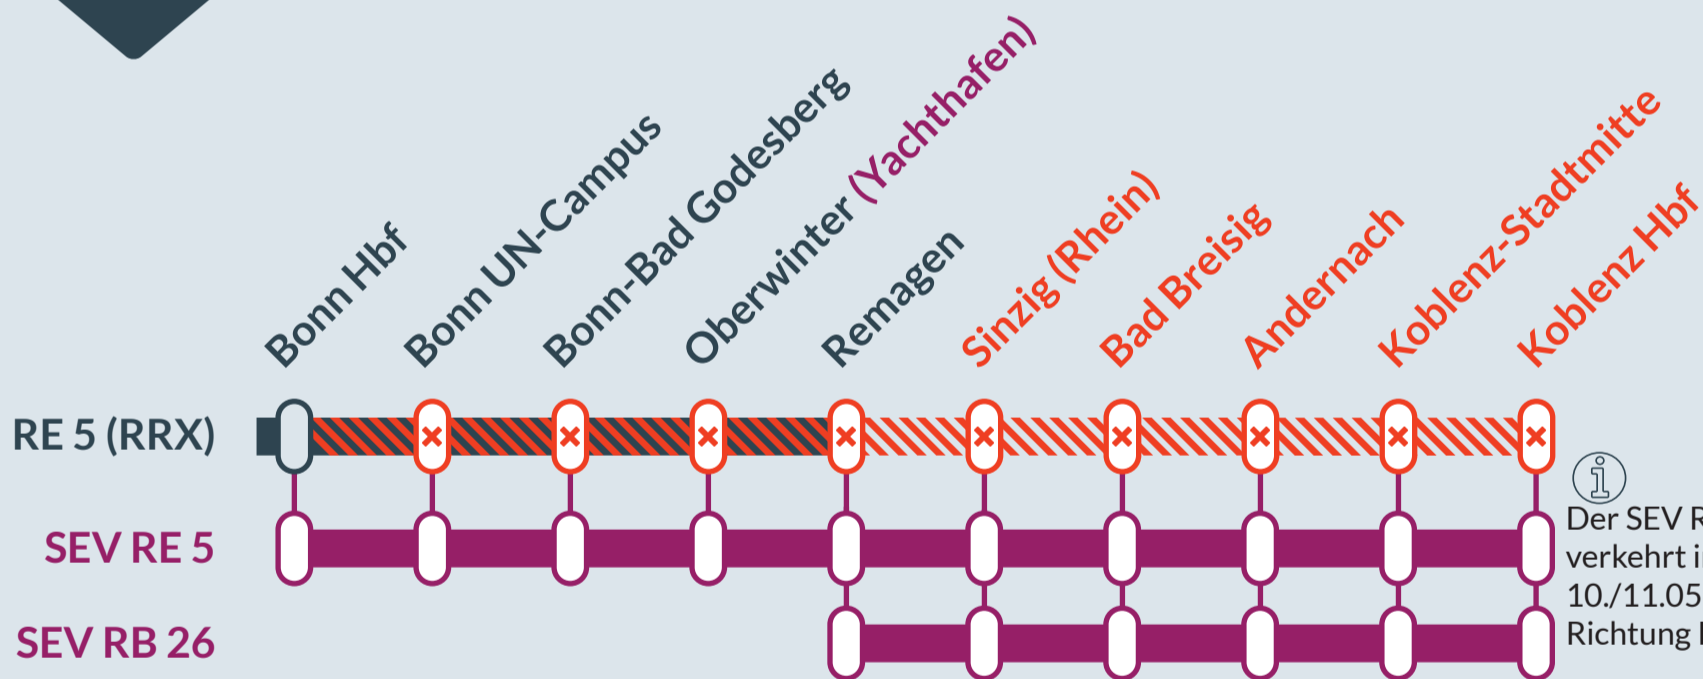 Bonn Hbf
Bonn UN-Campus
Bonn-Bad Godesberg
Oberwinter (Yachthafen)
Remagen
Sinzig (Rhein)
Bad Breisig
Andernach
Koblenz-Stadtmitte
Koblenz Hbf
RE 5 (RRX)
SEV RE 5
SEV RB 26
i
Der SEV
verkehrt
10./11.05
Richtung